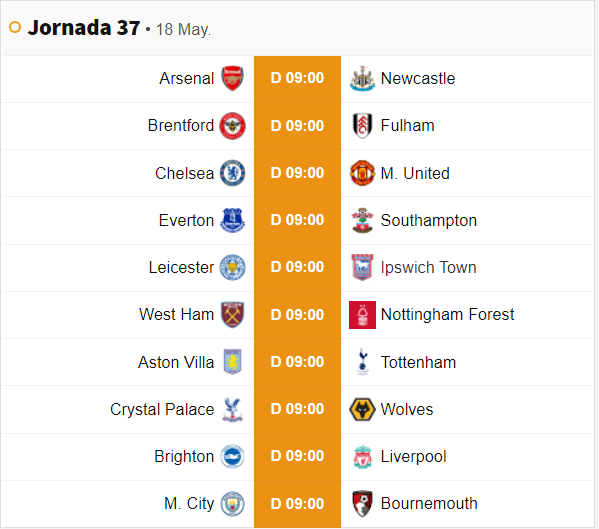 Jornada 37 • 18 May.
Arsenal D 09:00 Newcastle
Brentford D 09:00 Fulham
Chelsea D 09:00 M. United
Everton D 09:00 Southampton
Leicester D 09:00 Ipswich Town
West Ham D 09:00 Nottingham Forest
Aston Villa D 09:00 Tottenham
Crystal Palace D 09:00 Wolves
Brighton D 09:00 Liverpool
M. City D 09:00 Bournemouth